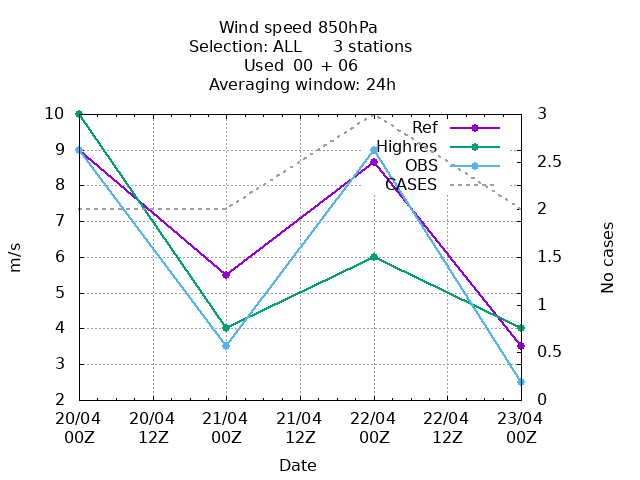 Wind speed 850hPa
Selection: ALL      3 stations
Used  00 + 06
Averaging window: 24h
10
9
8
7
6
5
4
3
2
m/s
3
2.5
2
1.5
1
0.5
0
No cases
Ref
Highres
OBS
CASES
20/04 20/04 21/04 21/04 22/04 22/04 23/04
00Z 12Z 00Z 12Z 00Z 12Z 00Z
Date